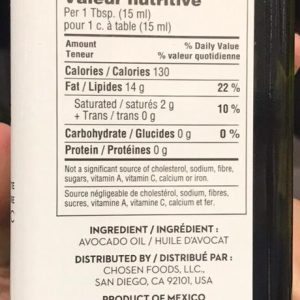 Valeur nutritive
Per 1 Tbsp. (15 ml)
pour 1 c. à table (15 ml)
Amount % Daily Value
Teneur % valeur quotidienne
Calories / Calories 130
Fat / Lipides 14 g 22 %
Saturated / saturés 2 g
+ Trans / trans 0 g 10 %
Carbohydrate / Glucides 0 g 0 %
Protein / Protéines 0 g
Not a significant source of cholesterol, sodium, fibre,
sugars, vitamin A, vitamin C, calcium or iron.
Source négligeable de cholestérol, sodium, fibres,
sucres, vitamine A, vitamine C, calcium et fer.
INGREDIENT / INGRÉDIENT :
AVOCADO OIL / HUILE D'AVOCAT
DISTRIBUTED BY / DISTRIBUÉ PAR :
CHOSEN FOODS, LLC.,
SAN DIEGO, CA 92101, USA
PRODUCT OF MEXICO